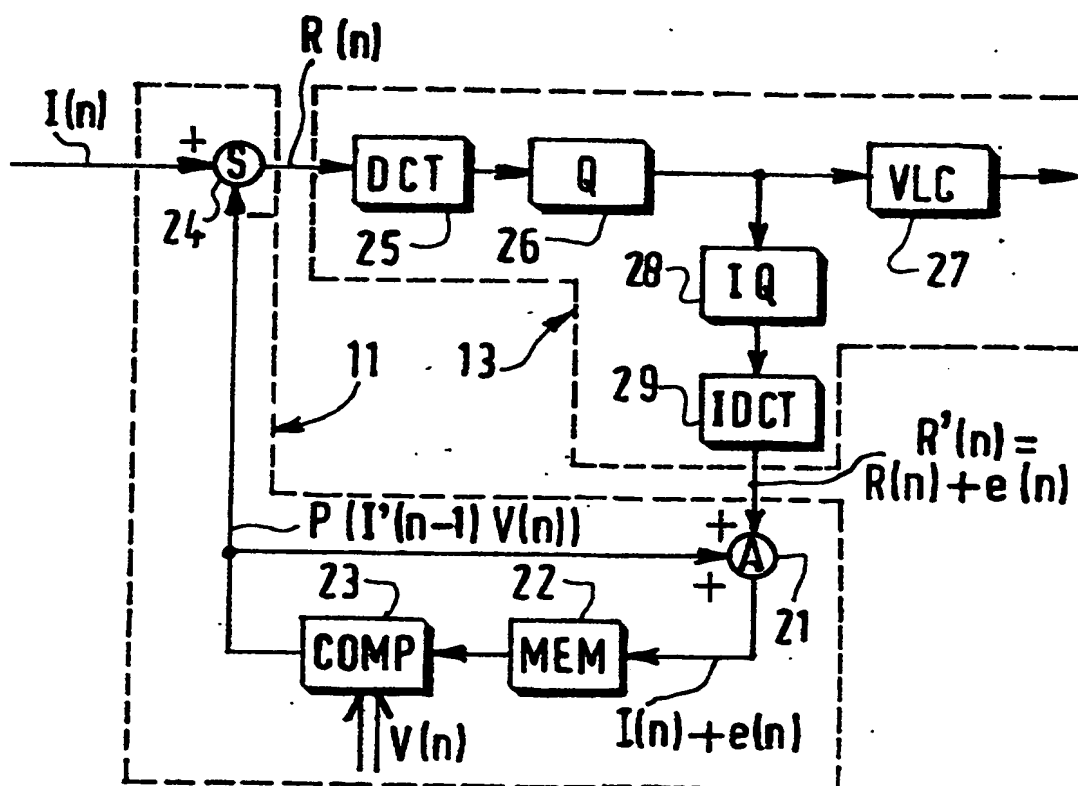 R(n)
I(n)
+
S
−
24
DCT
25
Q
26
VLC
27
28
IQ
29
IDCT
13
11
R'(n) =
R(n)+e(n)
P(I'(n-1) V(n))
+
+
A
21
23
COMP
22
MEM
V(n)
I(n)+e(n)